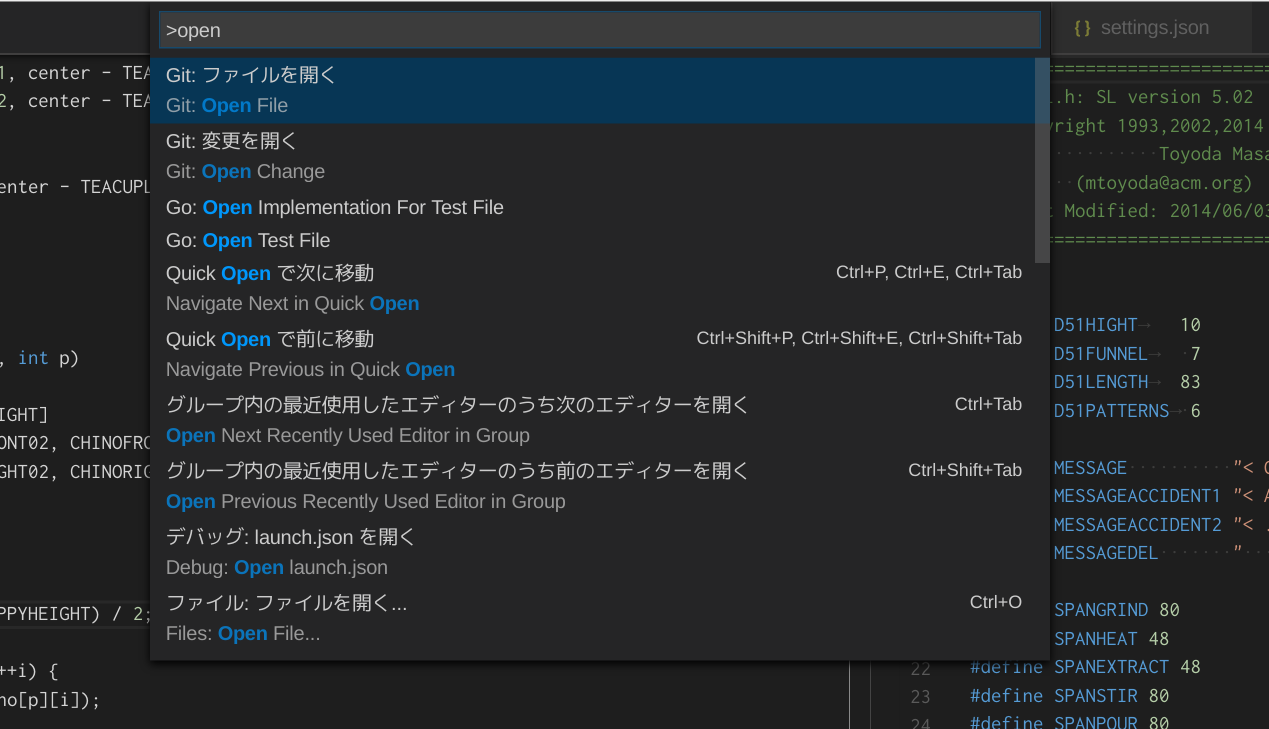 >open
Git: ファイルを開く
Git: Open File
Git: 変更を開く
Git: Open Change
Go: Open Implementation For Test File
Go: Open Test File
Quick Open で次に移動 Ctrl+P, Ctrl+E, Ctrl+Tab
Navigate Next in Quick Open
Quick Open で前に移動 Ctrl+Shift+P, Ctrl+Shift+E, Ctrl+Shift+Tab
Navigate Previous in Quick Open
グループ内の最近使用したエディターのうち次のエディターを開く Ctrl+Tab
Open Next Recently Used Editor in Group
グループ内の最近使用したエディターのうち前のエディターを開く Ctrl+Shift+Tab
Open Previous Recently Used Editor in Group
デバッグ: launch.json を開く
Debug: Open launch.json
ファイル: ファイルを開く... Ctrl+O
Files: Open File...
1, center - TEA
2, center - TEA
enter - TEACUPL
, int p)
IGHT]
ONT02, CHINOFRO
GHT02, CHINORIG
PPYHEIGHT) / 2;
++i) {
no[p][i]);
{} settings.json
=====================
.h: SL version 5.02
right 1993,2002,2014
Toyoda Masa
(mtoyoda@acm.org)
t Modified: 2014/06/03
=====================
D51HIGHT 10
D51FUNNEL 7
D51LENGTH 83
D51PATTERNS 6
MESSAGE "<
MESSAGEACCIDENT1 "< A
MESSAGEACCIDENT2 "< .
MESSAGEDEL "
SPANGRIND 80
SPANHEAT 48
22 #define SPANEXTRACT 48
23 #define SPANSTIR 80
24 #define SPANPOUR 80